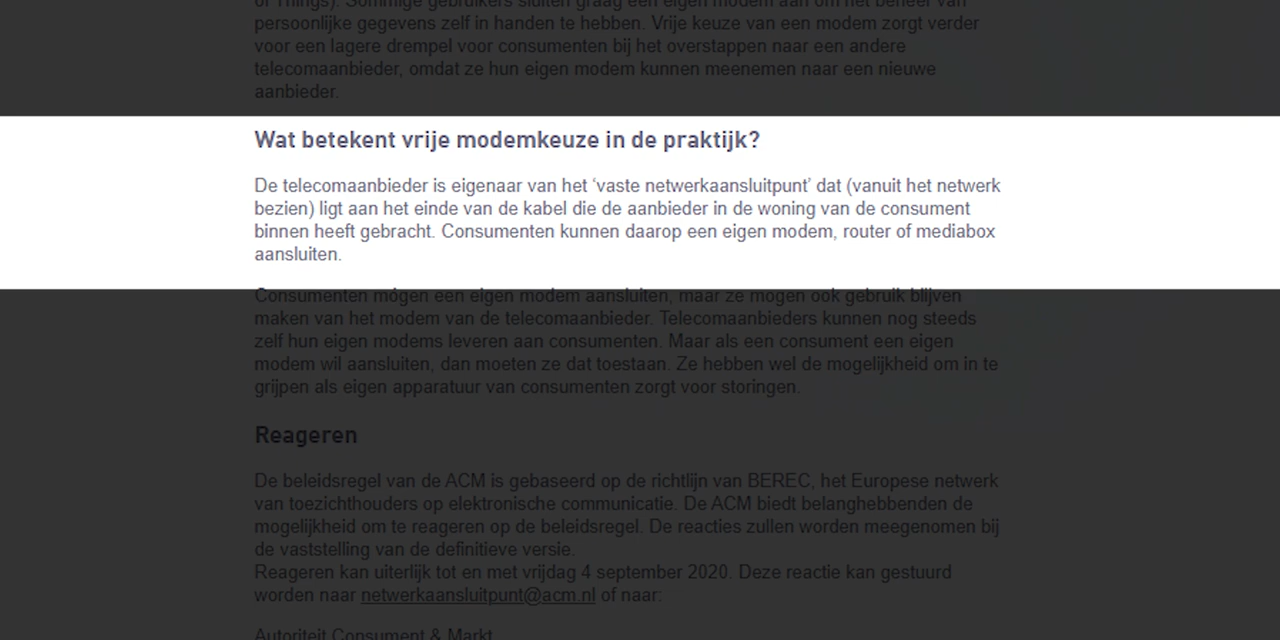 of Things). Sommige gebruikers sluiten graag een eigen modem aan om het beheer van
persoonlijke gegevens zelf in handen te hebben. Vrije keuze van een modem zorgt verder
voor een lagere drempel voor consumenten bij het overstappen naar een andere
telecomaanbieder, omdat ze hun eigen modem kunnen meenemen naar een nieuwe
aanbieder.
Wat betekent vrije modemkeuze in de praktijk?
De telecomaanbieder is eigenaar van het ‘vaste netwerkaansluitpunt’ dat (vanuit het netwerk
bezien) ligt aan het einde van de kabel die de aanbieder in de woning van de consument
binnen heeft gebracht. Consumenten kunnen daarop een eigen modem, router of mediabox
aansluiten.
Consumenten mógen een eigen modem aansluiten, maar ze mogen ook gebruik blijven
maken van het modem van de telecomaanbieder. Telecomaanbieders kunnen nog steeds
zelf hun eigen modems leveren aan consumenten. Maar als een consument een eigen
modem wil aansluiten, dan moeten ze dat toestaan. Ze hebben wel de mogelijkheid om in te
grijpen als eigen apparatuur van consumenten zorgt voor storingen.
Reageren
De beleidsregel van de ACM is gebaseerd op de richtlijn van BEREC, het Europese netwerk
van toezichthouders op elektronische communicatie. De ACM biedt belanghebbenden de
mogelijkheid om te reageren op de beleidsregel. De reacties zullen worden meegenomen bij
de vaststelling van de definitieve versie.
Reageren kan uiterlijk tot en met vrijdag 4 september 2020. Deze reactie kan gestuurd
worden naar netwerkaansluitpunt@acm.nl of naar:
Autoriteit Consument & Markt